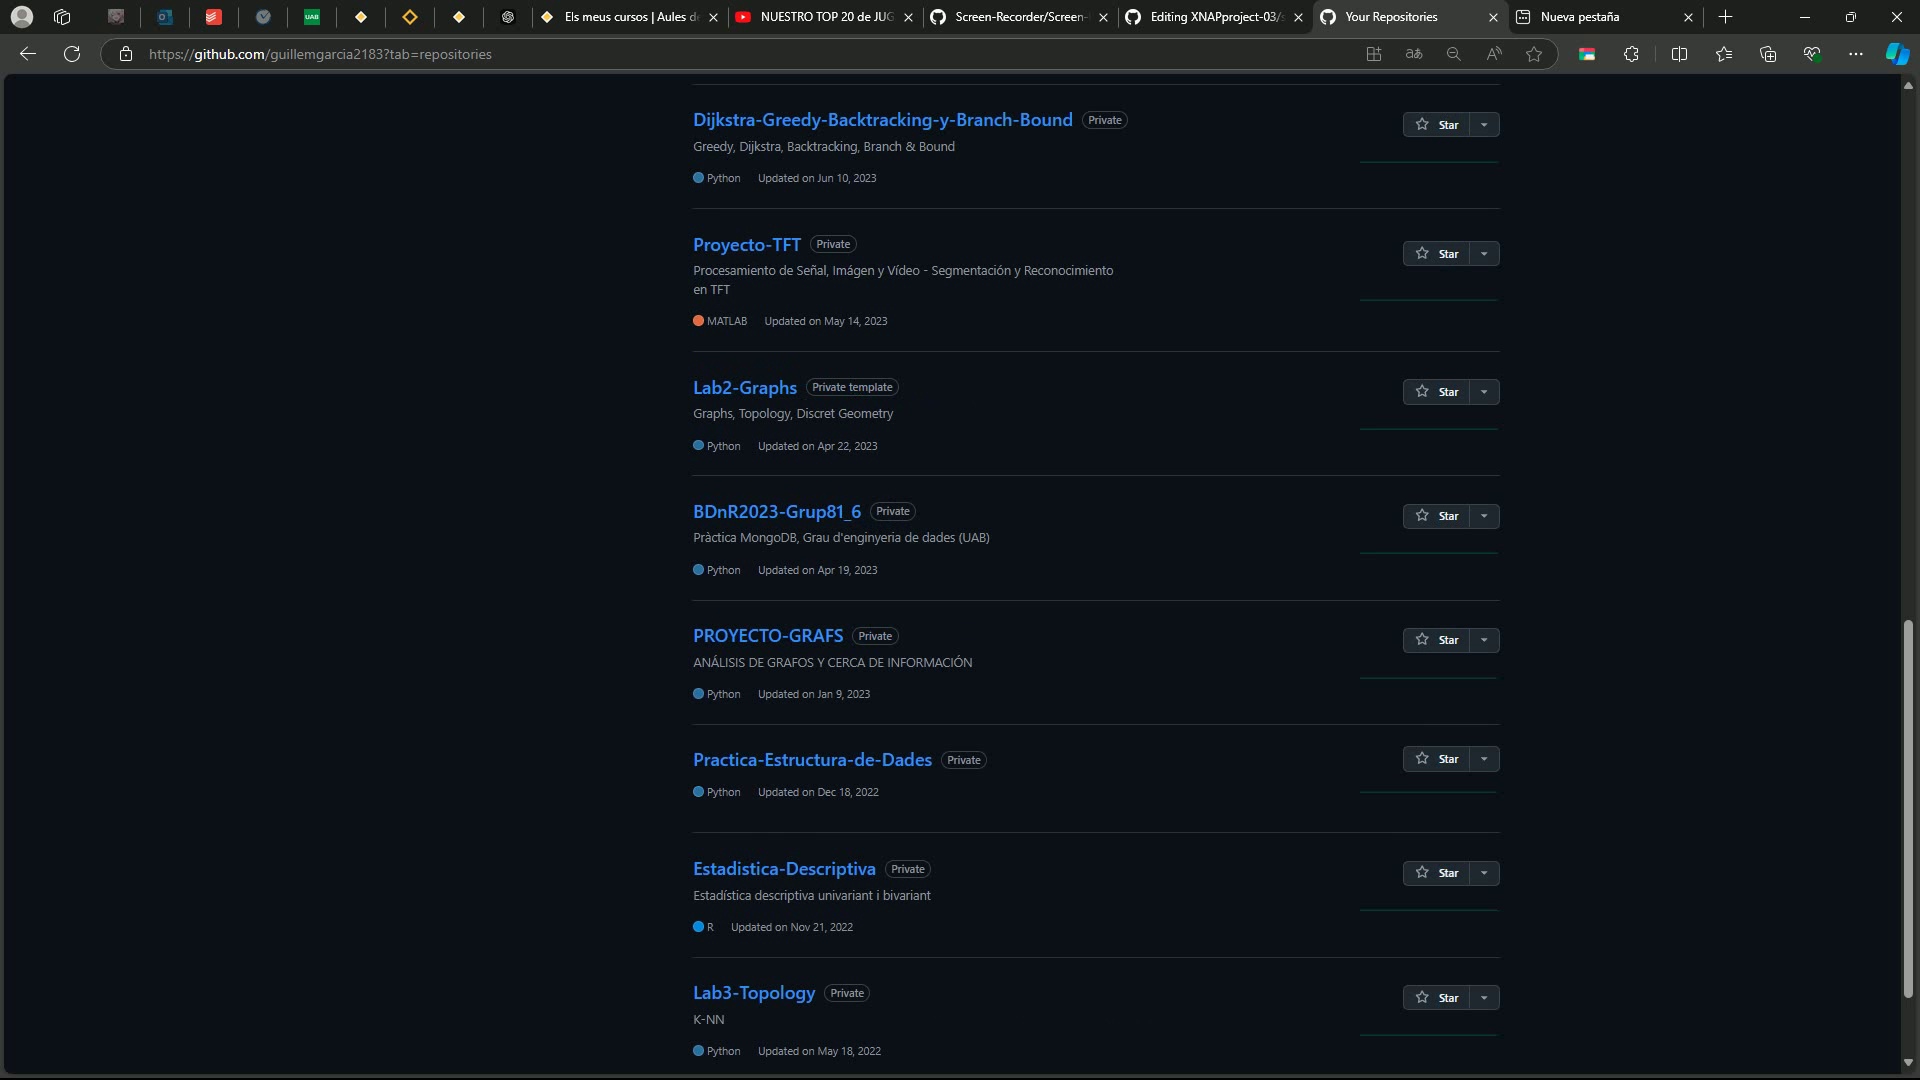 UAB
Els meus cursos | Aules d
NUESTRO TOP 20 de JUG
Screen-Recorder/Screen-
Editing XNAPproject-03/s
Your Repositories
Nueva pestaña
https://github.com/guillemgarcia2183?tab=repositories
aあ
Dijkstra-Greedy-Backtracking-y-Branch-Bound Private
Star
Greedy, Dijkstra, Backtracking, Branch & Bound
Python Updated on Jun 10, 2023
Proyecto-TFT Private
Star
Procesamiento de Señal, Imágen y Vídeo - Segmentación y Reconocimiento
en TFT
MATLAB Updated on May 14, 2023
Lab2-Graphs Private template
Star
Graphs, Topology, Discret Geometry
Python Updated on Apr 22, 2023
BDnR2023-Grup81_6 Private
Star
Pràctica MongoDB, Grau d'enginyeria de dades (UAB)
Python Updated on Apr 19, 2023
PROYECTO-GRAFS Private
Star
ANÁLISIS DE GRAFOS Y CERCA DE INFORMACIÓN
Python Updated on Jan 9, 2023
Practica-Estructura-de-Dades Private
Star
Python Updated on Dec 18, 2022
Estadistica-Descriptiva Private
Star
Estadística descriptiva univariant i bivariant
R Updated on Nov 21, 2022
Lab3-Topology Private
Star
K-NN
Python Updated on May 18, 2022